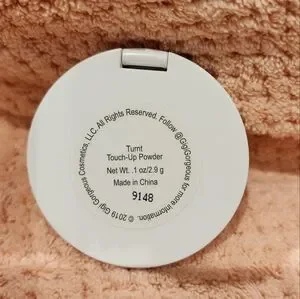 © 2019 Gigi Gorgeous Cosmetics, LLC. All Rights Reserved. Follow @GigiGorgeous for more information.
Turnt
Touch-Up Powder
Net Wt. .1 oz/2.9 g
Made in China
9148